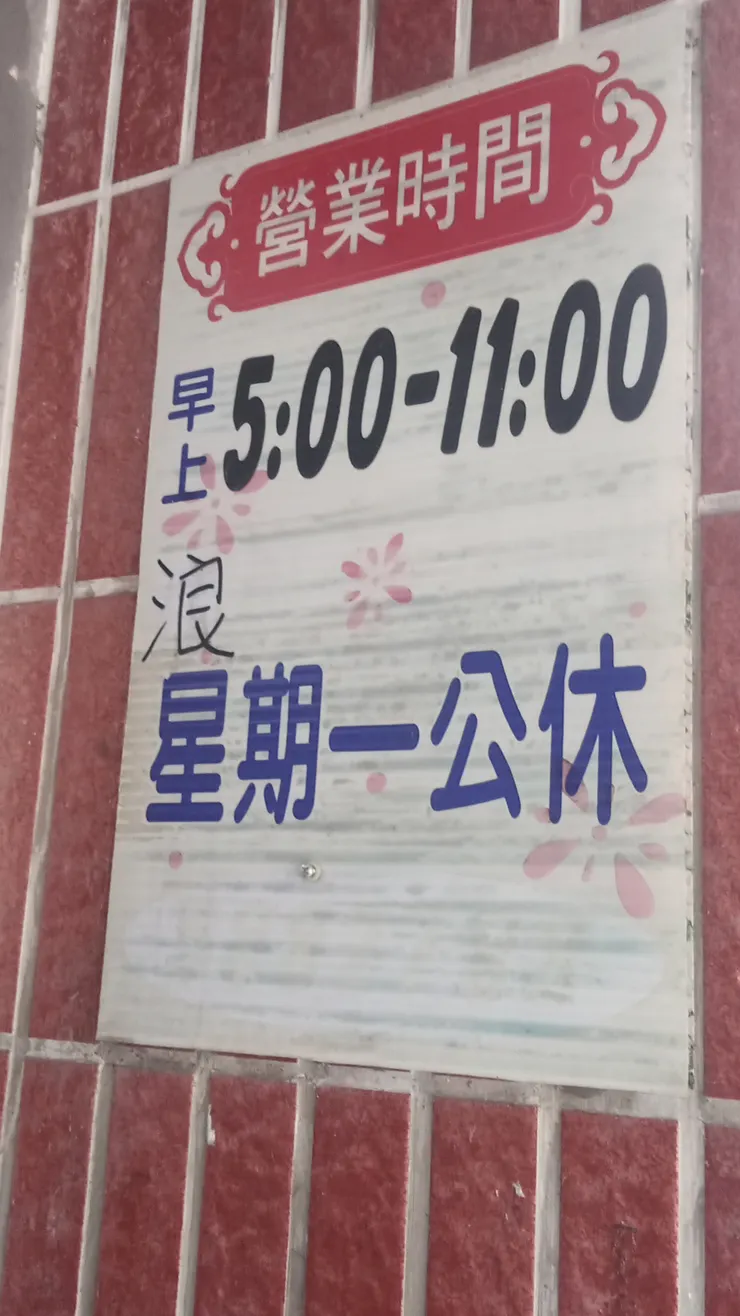 營業時間
早上 5:00-11:00
浪
星期一公休